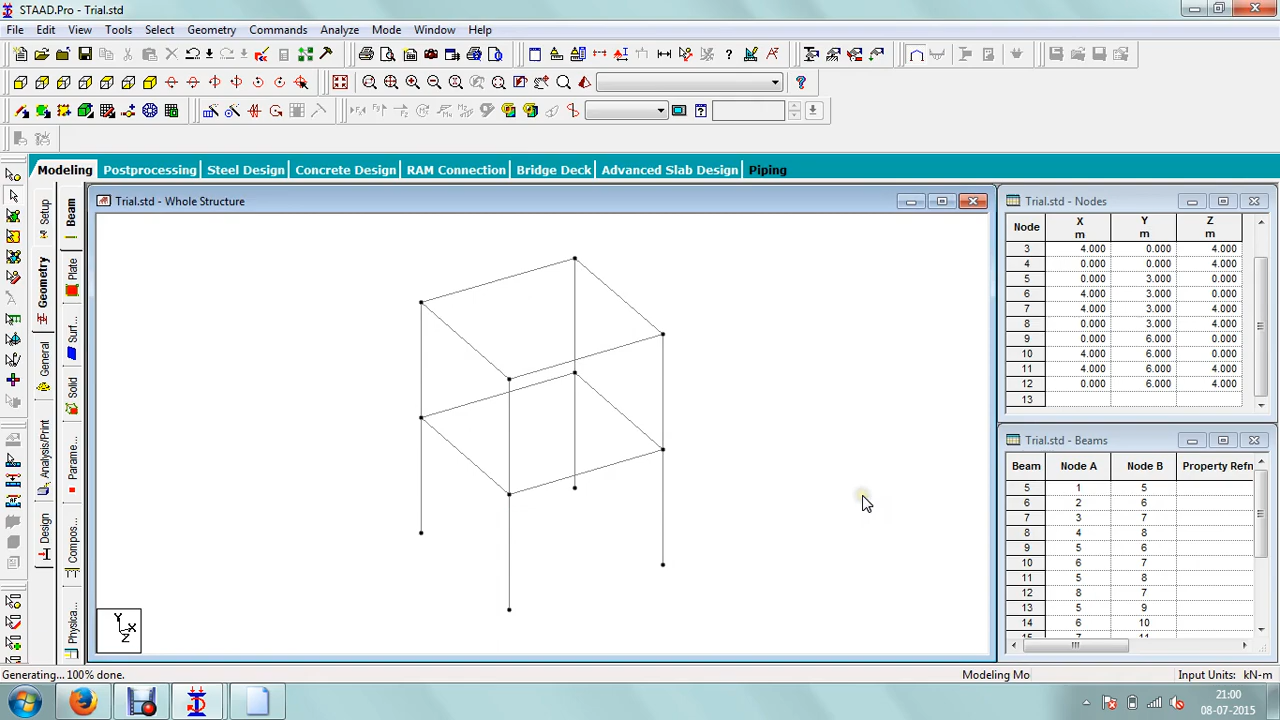 STAAD.Pro - Trial.std
File Edit View Tools Select Geometry Commands Analyze Mode Window Help
Modeling Postprocessing Steel Design Concrete Design RAM Connection Bridge Deck Advanced Slab Design Piping
Setup
Geometry
General
Analysis/Print
Design
Beam
Plate
Surf...
Solid
Parame...
Compos...
Physica...
Trial.std - Whole Structure
Y
X
Z
Trial.std - Nodes
Node X m Y m Z m
3 4.000 0.000 4.000
4 0.000 0.000 4.000
5 0.000 3.000 0.000
6 4.000 3.000 0.000
7 4.000 3.000 4.000
8 0.000 3.000 4.000
9 0.000 6.000 0.000
10 4.000 6.000 0.000
11 4.000 6.000 4.000
12 0.000 6.000 4.000
13
Trial.std - Beams
Beam Node A Node B Property Refn
5 1 5
6 2 6
7 3 7
8 4 8
9 5 6
10 6 7
11 5 8
12 8 7
13 5 9
14 6 10
15 7 11
Generating... 100% done.
Modeling Mo
Input Units: kN-m
21:00
08-07-2015